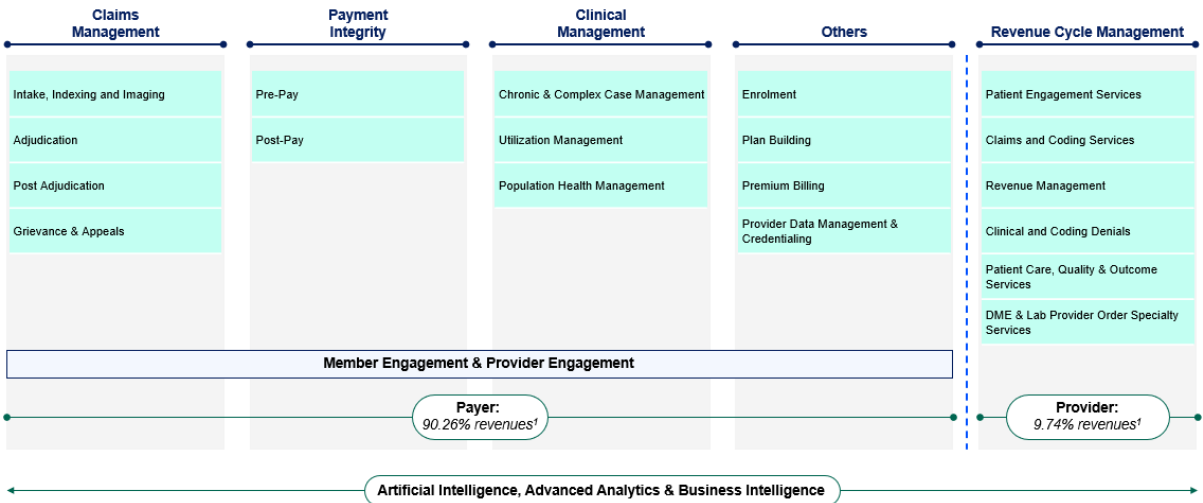 Claims
Management
Payment
Integrity
Clinical
Management
Others
Revenue Cycle Management
Intake, Indexing and Imaging
Adjudication
Post Adjudication
Grievance & Appeals
Pre-Pay
Post-Pay
Chronic & Complex Case Management
Utilization Management
Population Health Management
Enrolment
Plan Building
Premium Billing
Provider Data Management &
Credentialing
Patient Engagement Services
Claims and Coding Services
Revenue Management
Clinical and Coding Denials
Patient Care, Quality & Outcome
Services
DME & Lab Provider Order Specialty
Services
Member Engagement & Provider Engagement
Payer:
90.26% revenues¹
Provider:
9.74% revenues¹
Artificial Intelligence, Advanced Analytics & Business Intelligence